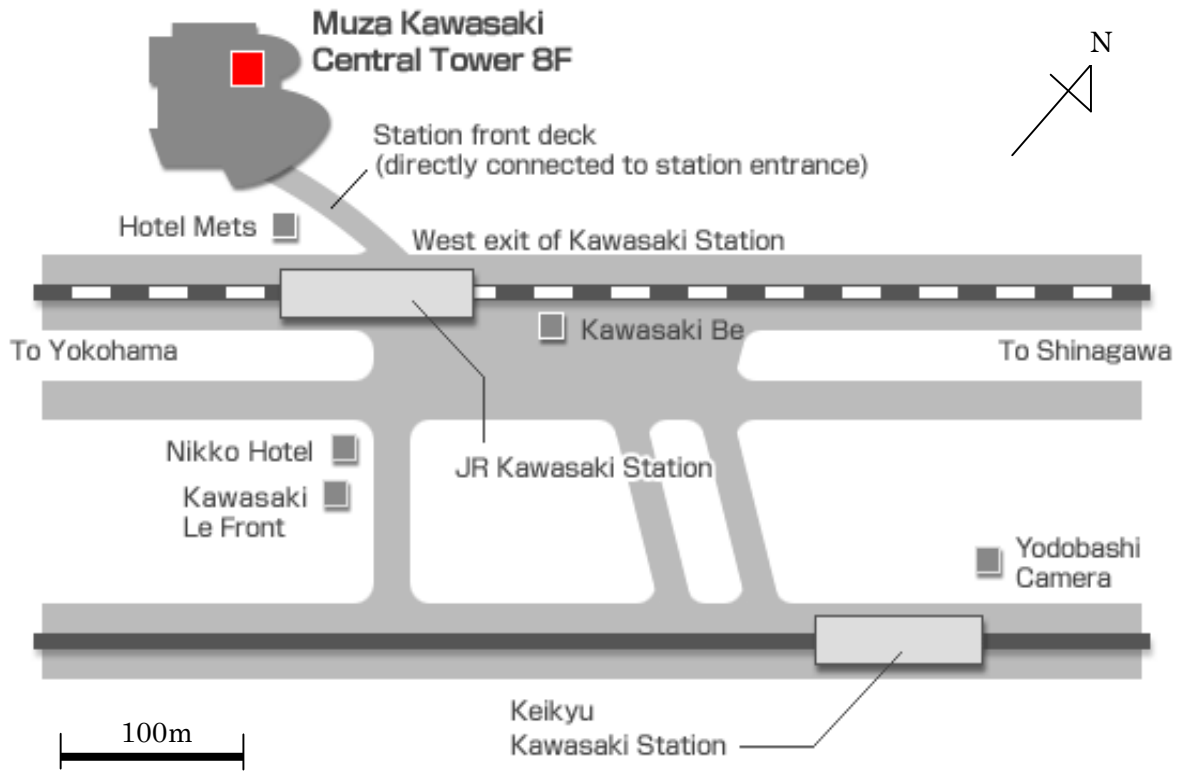 Muza Kawasaki
Central Tower 8F
N
Station front deck
(directly connected to station entrance)
Hotel Mets
West exit of Kawasaki Station
Kawasaki Be
To Yokohama
To Shinagawa
Nikko Hotel
JR Kawasaki Station
Kawasaki
Le Front
Yodobashi
Camera
Keikyu
Kawasaki Station
100m